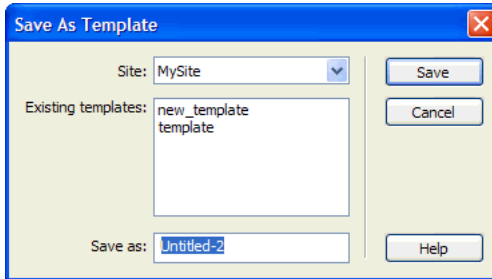 Save As Template
Site: MySite
Save
Existing templates: new_template
template
Cancel
Save as: Untitled-2
Help